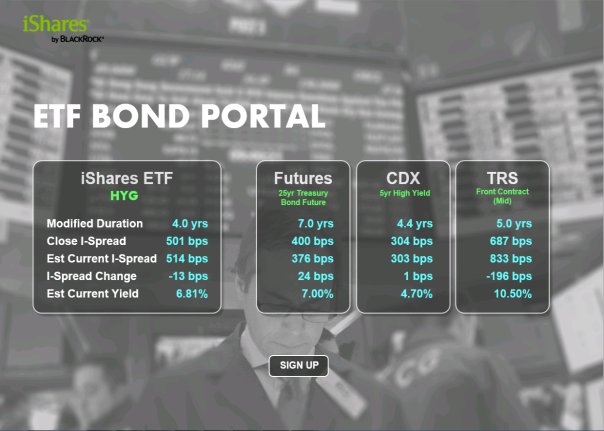 iShares®
by BLACKROCK®
ETF BOND PORTAL
iShares ETF
HYG
Modified Duration 4.0 yrs
Close I-Spread 501 bps
Est Current I-Spread 514 bps
I-Spread Change -13 bps
Est Current Yield 6.81%
Futures
25yr Treasury
Bond Future
7.0 yrs
400 bps
376 bps
24 bps
7.00%
CDX
5yr High Yield
4.4 yrs
304 bps
303 bps
1 bps
4.70%
TRS
Front Contract
(Mid)
5.0 yrs
687 bps
833 bps
-196 bps
10.50%
SIGN UP